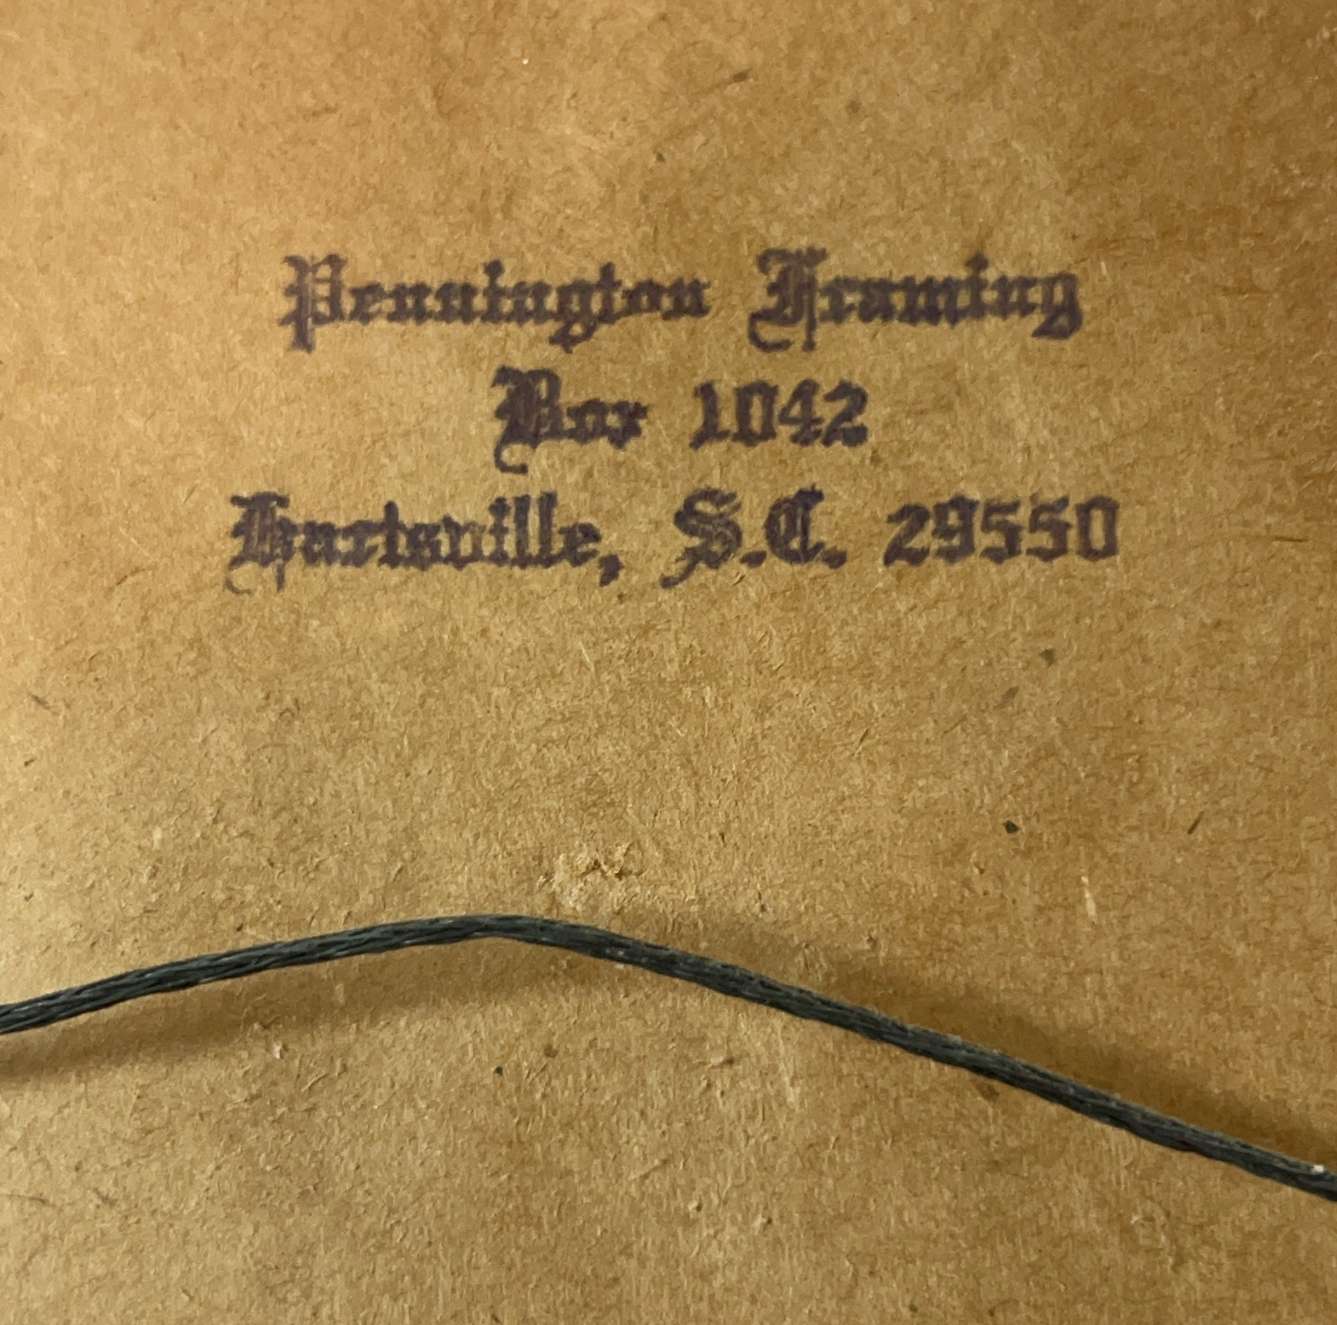 Pennington Framing
Box 1042
Hartsville, S.C. 29550